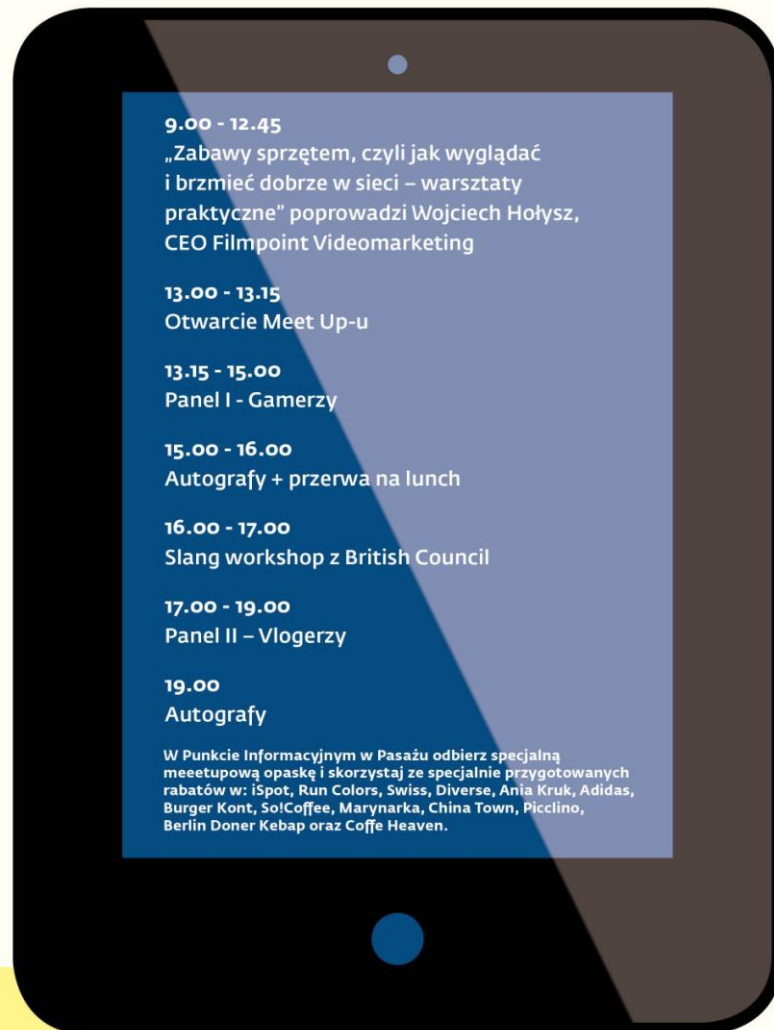 9.00 - 12.45
„Zabawy sprzętem, czyli jak wyglądać
i brzmieć dobrze w sieci – warsztaty
praktyczne” poprowadzi Wojciech Hołysz,
CEO Filmpoint Videomarketing
13.00 - 13.15
Otwarcie Meet Up-u
13.15 - 15.00
Panel I - Gamerzy
15.00 - 16.00
Autografy + przerwa na lunch
16.00 - 17.00
Slang workshop z British Council
17.00 - 19.00
Panel II – Vlogerzy
19.00
Autografy
W Punkcie Informacyjnym w Pasażu odbierz specjalną
meeetupową opaskę i skorzystaj ze specjalnie przygotowanych
rabatów w: iSpot, Run Colors, Swiss, Diverse, Ania Kruk, Adidas,
Burger Kont, So!Coffee, Marynarka, China Town, Picclino,
Berlin Doner Kebap oraz Coffe Heaven.